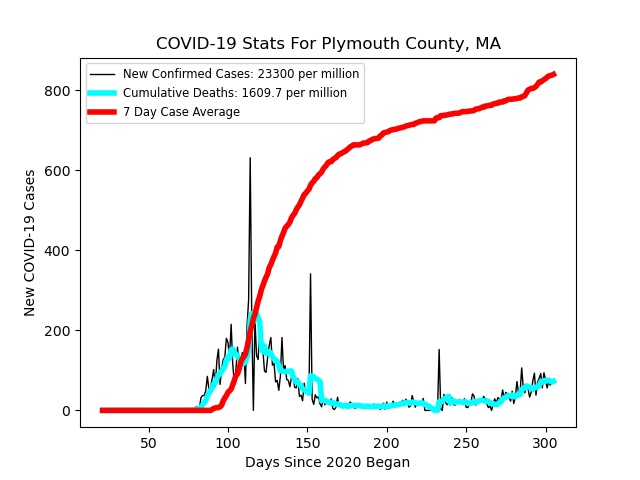 COVID-19 Stats For Plymouth County, MA
New Confirmed Cases: 23300 per million
Cumulative Deaths: 1609.7 per million
7 Day Case Average
New COVID-19 Cases
800
600
400
200
0
50 100 150 200 250 300
Days Since 2020 Began